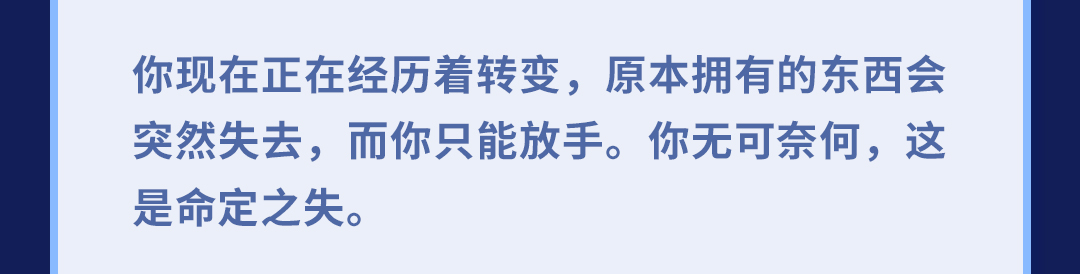 你现在正在经历着转变，原本拥有的东西会
突然失去，而你只能放手。你无可奈何，这
是命定之失。